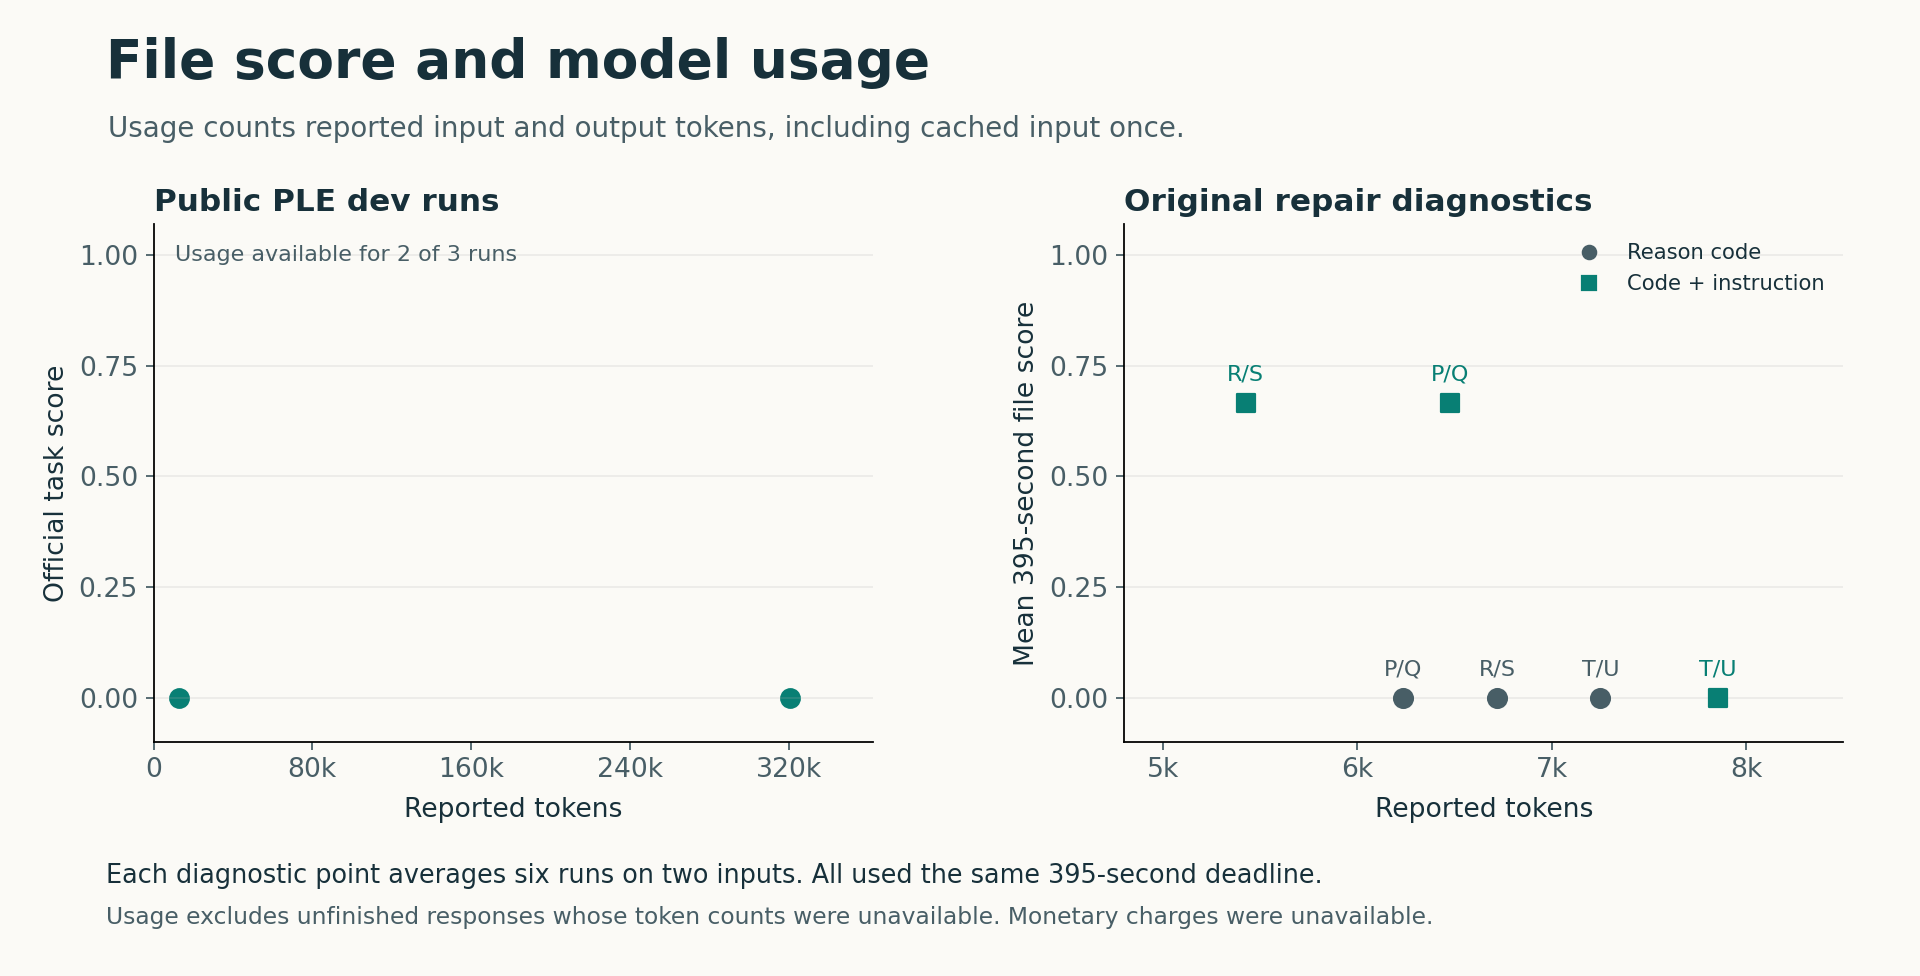 File score and model usage
Usage counts reported input and output tokens, including cached input once.
Public PLE dev runs
Usage available for 2 of 3 runs
Official task score
1.00
0.75
0.50
0.25
0.00
0
80k
160k
240k
320k
Reported tokens
Original repair diagnostics
Reason code
Code + instruction
Mean 395-second file score
1.00
0.75
0.50
0.25
0.00
R/S
P/Q
P/Q
R/S
T/U
T/U
5k
6k
7k
8k
Reported tokens
Each diagnostic point averages six runs on two inputs. All used the same 395-second deadline.
Usage excludes unfinished responses whose token counts were unavailable. Monetary charges were unavailable.